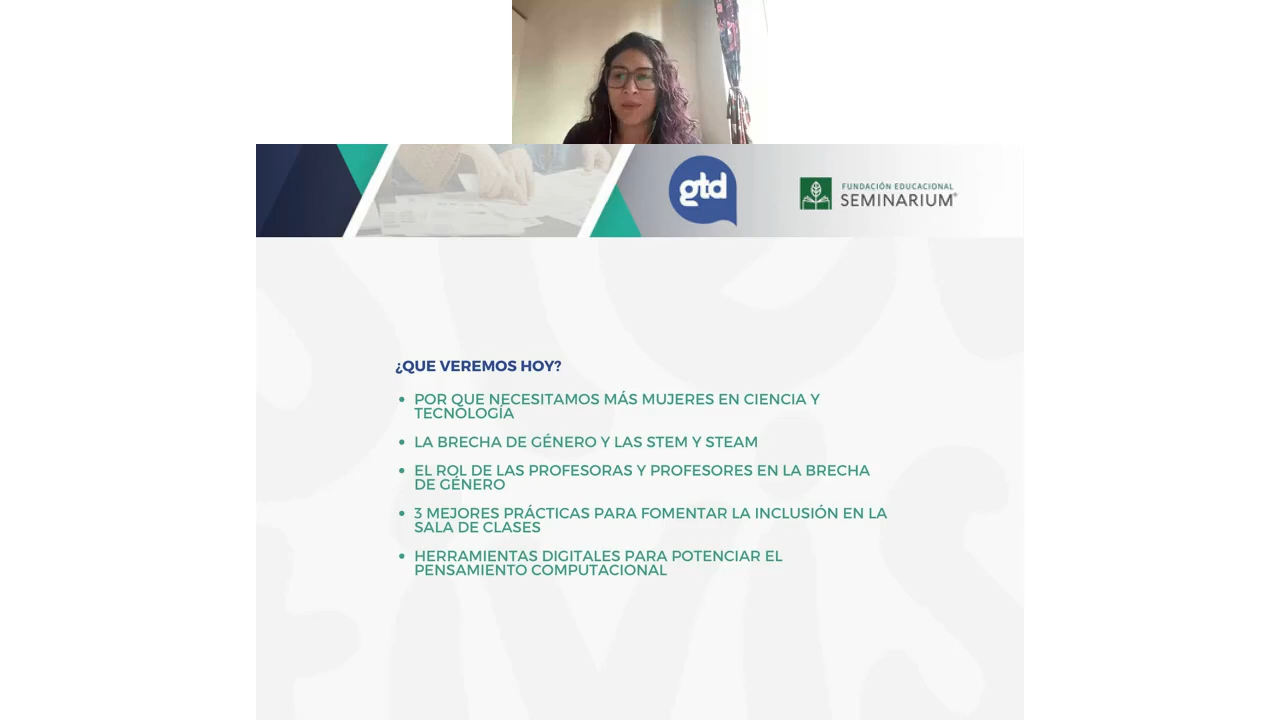 gtd
FUNDACIÓN EDUCACIONAL
SEMINARIUM®
¿QUE VEREMOS HOY?
• POR QUE NECESITAMOS MÁS MUJERES EN CIENCIA Y
TECNOLOGÍA
• LA BRECHA DE GÉNERO Y LAS STEM Y STEAM
• EL ROL DE LAS PROFESORAS Y PROFESORES EN LA BRECHA
DE GÉNERO
• 3 MEJORES PRÁCTICAS PARA FOMENTAR LA INCLUSIÓN EN LA
SALA DE CLASES
• HERRAMIENTAS DIGITALES PARA POTENCIAR EL
PENSAMIENTO COMPUTACIONAL